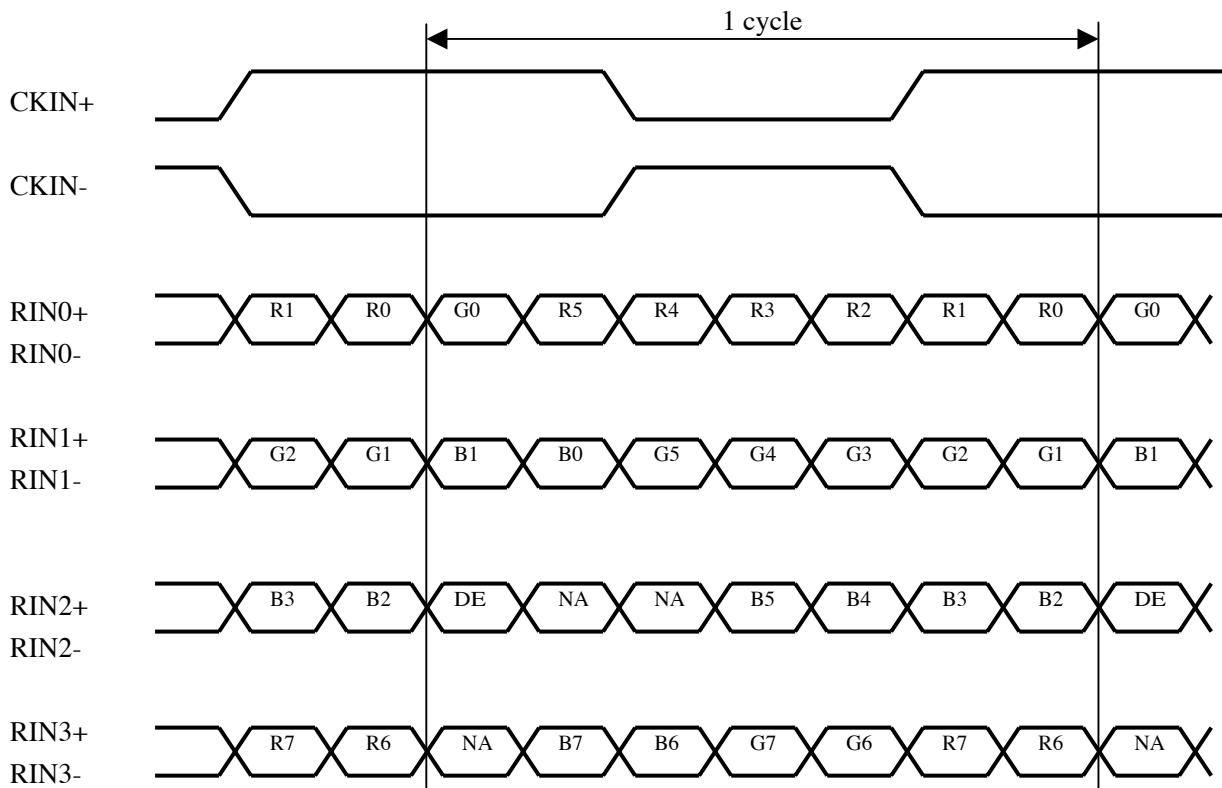 1 cycle
CKIN+
CKIN-
RIN0+ R1 R0 G0 R5 R4 R3 R2 R1 R0 G0
RIN0-
RIN1+ G2 G1 B1 B0 G5 G4 G3 G2 G1 B1
RIN1-
RIN2+ B3 B2 DE NA NA B5 B4 B3 B2 DE
RIN2-
RIN3+ R7 R6 NA B7 B6 G7 G6 R7 R6 NA
RIN3-